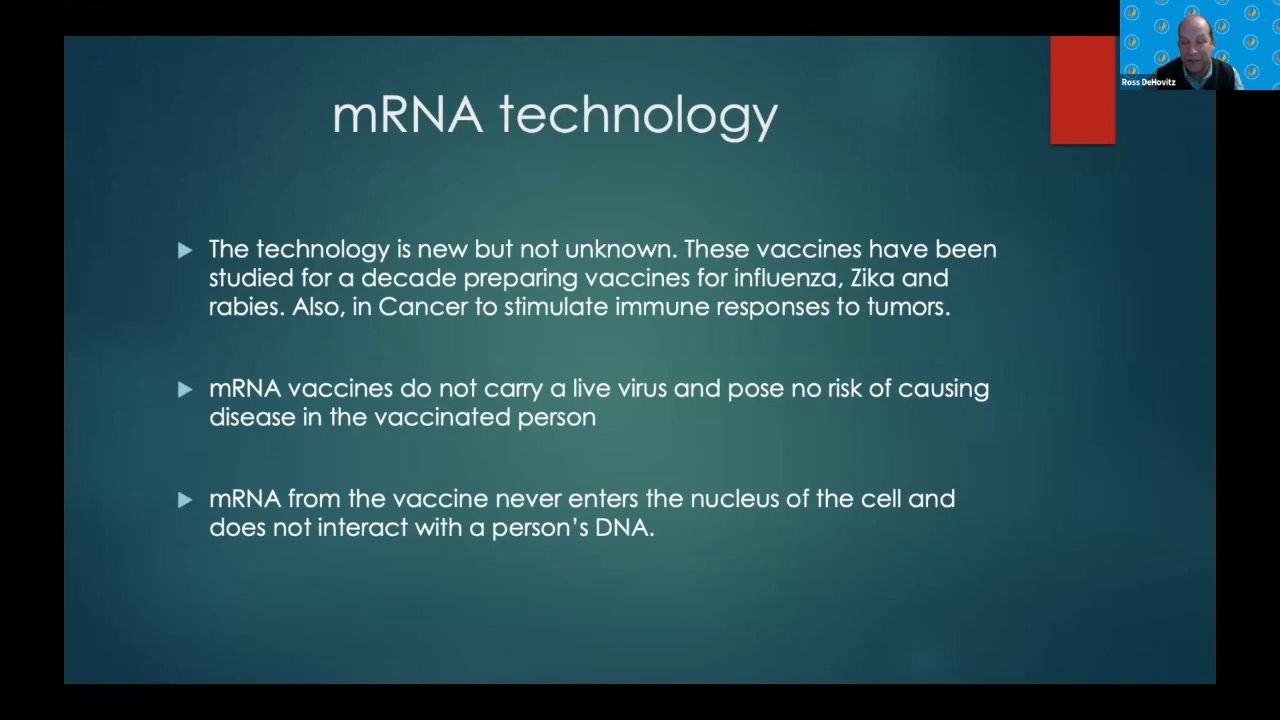 mRNA technology
The technology is new but not unknown. These vaccines have been
studied for a decade preparing vaccines for influenza, Zika and
rabies. Also, in Cancer to stimulate immune responses to tumors.
mRNA vaccines do not carry a live virus and pose no risk of causing
disease in the vaccinated person
mRNA from the vaccine never enters the nucleus of the cell and
does not interact with a person's DNA.
Ross DeHovitz